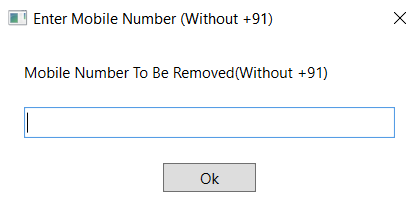 Enter Mobile Number (Without +91)
Mobile Number To Be Removed(Without +91)
Ok